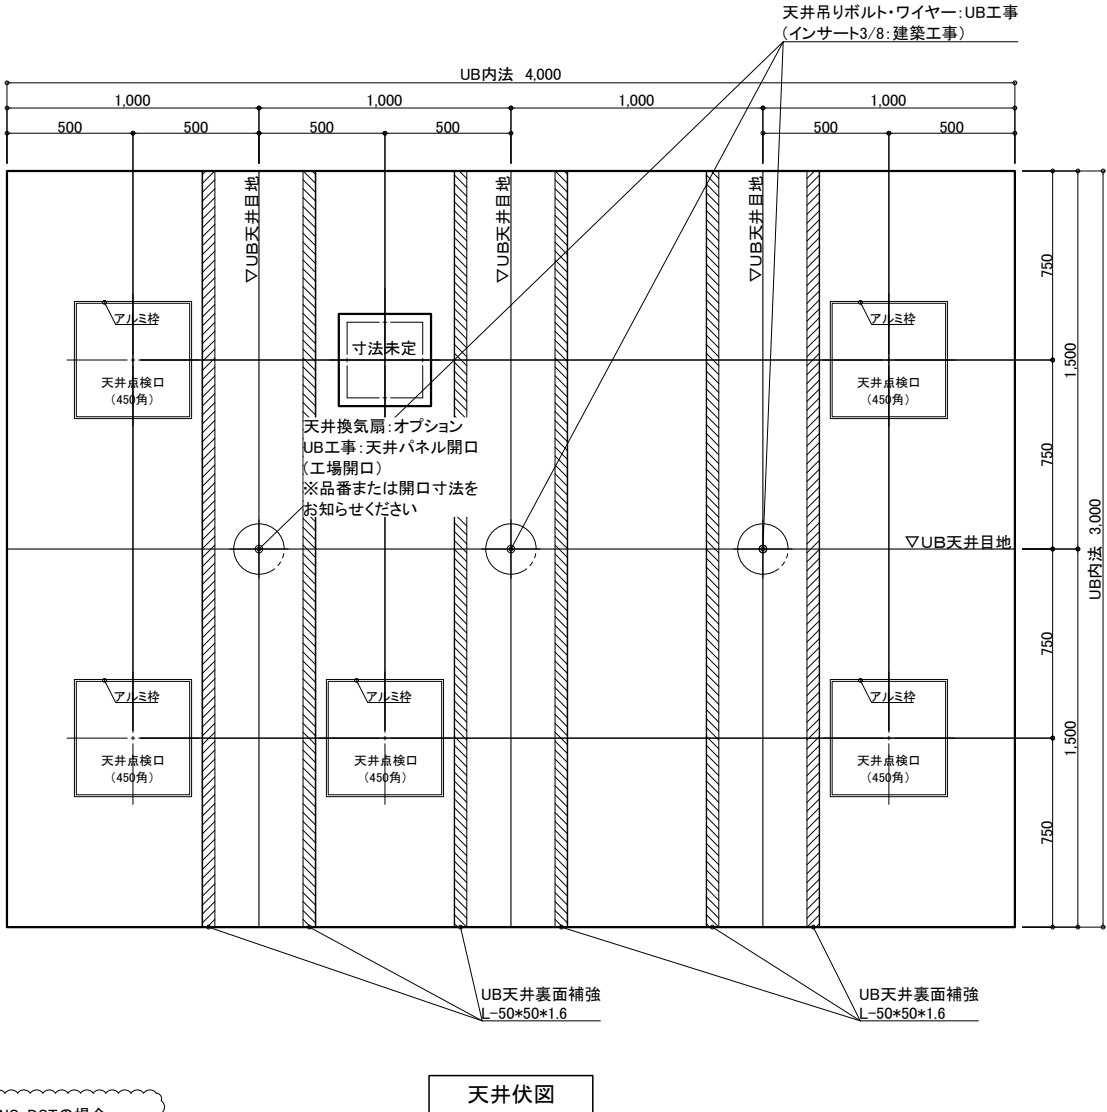 天井吊りボルト・ワイヤー:UB工事
(インサート3/8:建築工事)
UB内法 4,000
1,000
1,000
1,000
1,000
500
500
500
500
500
500
▽UB天井目地
▽UB天井目地
▽UB天井目地
750
アルミ枠
天井点検口
(450角)
寸法未定
アルミ枠
天井点検口
(450角)
1,500
天井換気扇:オプション
UB工事:天井パネル開口
(工場開口)
※品番または開口寸法を
お知らせください
750
▽UB天井目地
UB内法 3,000
750
アルミ枠
天井点検口
(450角)
アルミ枠
天井点検口
(450角)
アルミ枠
天井点検口
(450角)
1,500
750
UB天井裏面補強
L-50*50*1.6
UB天井裏面補強
L-50*50*1.6
天井伏図